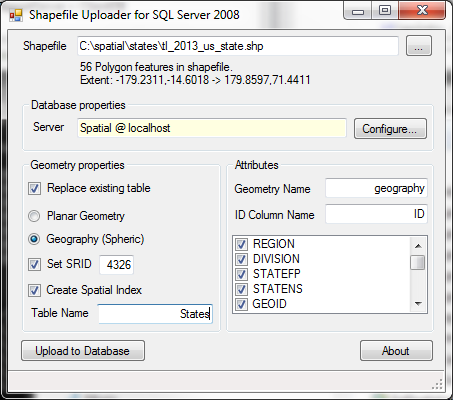 Shapefile Uploader for SQL Server 2008
Shapefile C:\spatial\states\tl_2013_us_state.shp ...
56 Polygon features in shapefile.
Extent: -179.2311,-14.6018 -> 179.8597,71.4411
Database properties
Server Spatial @ localhost Configure...
Geometry properties
Replace existing table
Planar Geometry
Geography (Spheric)
Set SRID 4326
Create Spatial Index
Table Name States
Attributes
Geometry Name geography
ID Column Name ID
REGION
DIVISION
STATEFP
STATENS
GEOID
Upload to Database About